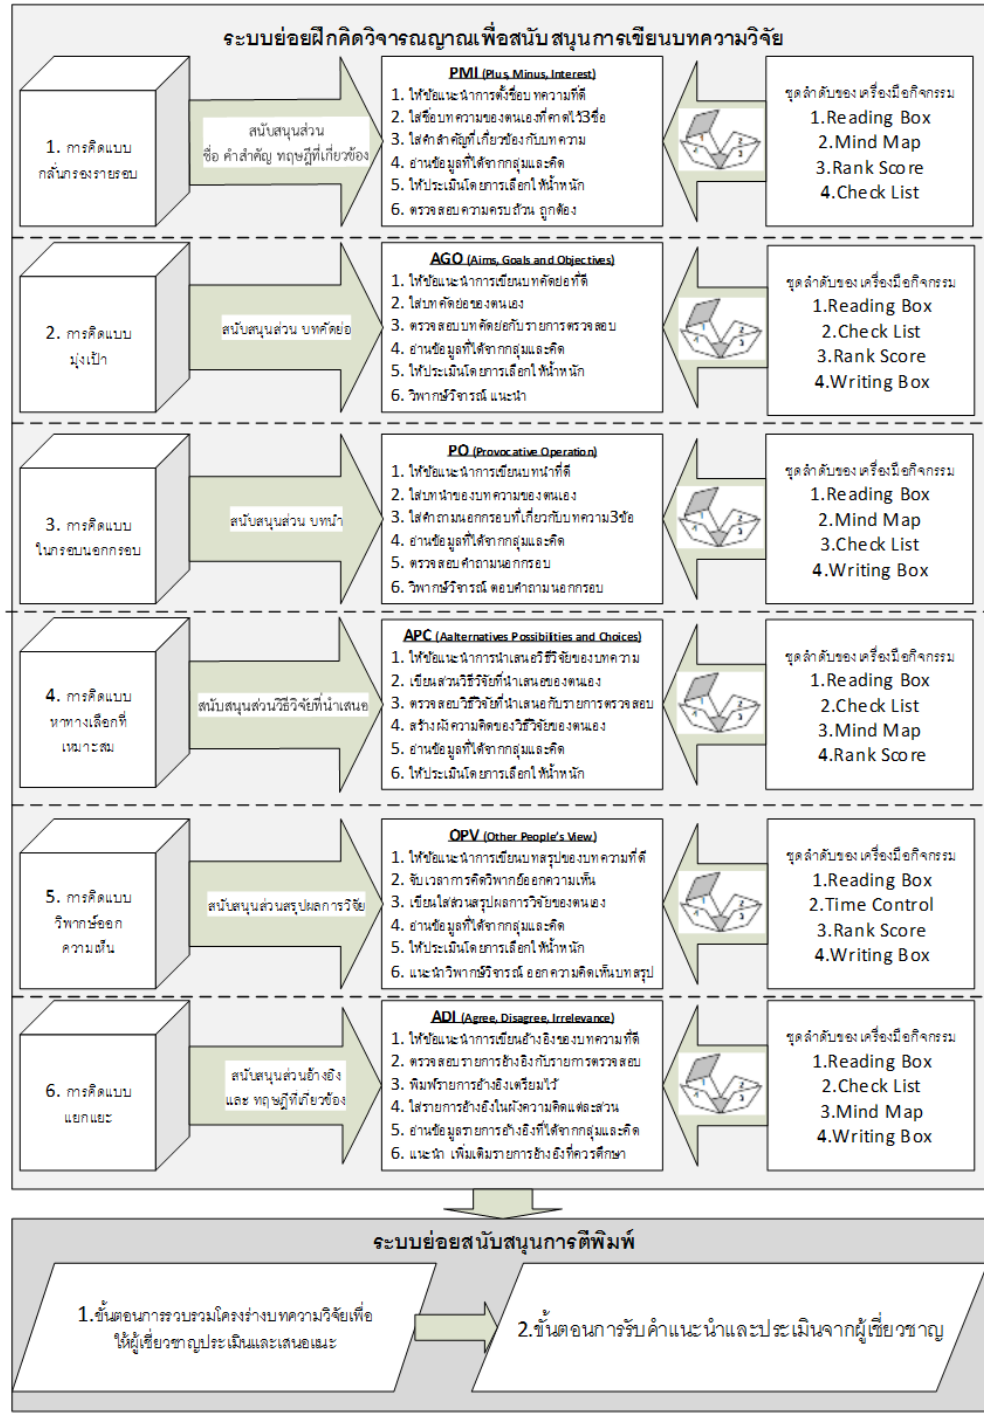 ระบบย่อยฝึกคิดวิจารณญาณเพื่อสนับสนุนการเขียนบทความวิจัย
1. การคิดแบบ
กลั่นกรองรายรอบ
สนับสนุนส่วน
ชื่อ คำสำคัญ ทฤษฎีที่เกี่ยวข้อง
PMI (Plus, Minus, Interest)
1. ให้ข้อแนะนำการตั้งชื่อบทความที่ดี
2. ใส่ชื่อบทความของตนเองที่คาดไว้3ชื่อ
3. ใส่คำสำคัญที่เกี่ยวข้องกับบทความ
4. อ่านข้อมูลที่ได้จากกลุ่มและคิด
5. ให้ประเมินโดยการเลือกให้น้ำหนัก
6. ตรวจสอบความครบถ้วน ถูกต้อง
ชุดลำดับของเครื่องมือกิจกรรม
1.Reading Box
2.Mind Map
3.Rank Score
4.Check List
2. การคิดแบบ
มุ่งเป้า
สนับสนุนส่วน บทคัดย่อ
AGO (Aims, Goals and Objectives)
1. ให้ข้อแนะนำการเขียนบทคัดย่อที่ดี
2. ใส่บทคัดย่อของตนเอง
3. ตรวจสอบบทคัดย่อกับรายการตรวจสอบ
4. อ่านข้อมูลที่ได้จากกลุ่มและคิด
5. ให้ประเมินโดยการเลือกให้น้ำหนัก
6. วิพากษ์วิจารณ์ แนะนำ
ชุดลำดับของเครื่องมือกิจกรรม
1.Reading Box
2.Check List
3.Rank Score
4.Writing Box
3. การคิดแบบ
ในกรอบนอกกรอบ
สนับสนุนส่วน บทนำ
PO (Provocative Operation)
1. ให้ข้อแนะนำการเขียนบทนำที่ดี
2. ใส่บทนำของบทความของตนเอง
3. ใส่คำถามนอกกรอบที่เกี่ยวกับบทความ3ข้อ
4. อ่านข้อมูลที่ได้จากกลุ่มและคิด
5. ตรวจสอบคำถามนอกกรอบ
6. วิพากษ์วิจารณ์ ตอบคำถามนอกกรอบ
ชุดลำดับของเครื่องมือกิจกรรม
1.Reading Box
2.Mind Map
3.Check List
4.Writing Box
4. การคิดแบบ
หาทางเลือกที่
เหมาะสม
สนับสนุนส่วนวิธีวิจัยที่นำเสนอ
APC (Aalternatives Possibilities and Choices)
1. ให้ข้อแนะนำการนำเสนอวิธีวิจัยของบทความ
2. เขียนส่วนวิธีวิจัยที่นำเสนอของตนเอง
3. ตรวจสอบวิธีวิจัยที่นำเสนอกับรายการตรวจสอบ
4. สร้างผังความคิดของวิธีวิจัยของตนเอง
5. อ่านข้อมูลที่ได้จากกลุ่มและคิด
6. ให้ประเมินโดยการเลือกให้น้ำหนัก
ชุดลำดับของเครื่องมือกิจกรรม
1.Reading Box
2.Check List
3.Mind Map
4.Rank Score
5. การคิดแบบ
วิพากษ์ออก
ความเห็น
สนับสนุนส่วนสรุปผลการวิจัย
OPV (Other People's View)
1. ให้ข้อแนะนำการเขียนบทสรุปของบทความที่ดี
2. จับเวลาการคิดวิพากย์ออกความเห็น
3. เขียนใส่ส่วนสรุปผลการวิจัยของตนเอง
4. อ่านข้อมูลที่ได้จากกลุ่มและคิด
5. ให้ประเมินโดยการเลือกให้น้ำหนัก
6. แนะนำวิพากษ์วิจารณ์ ออกความคิดเห็นบทสรุป
ชุดลำดับของเครื่องมือกิจกรรม
1.Reading Box
2.Time Control
3.Rank Score
4.Writing Box
6. การคิดแบบ
แยกแยะ
สนับสนุนส่วนอ้างอิง
และ ทฤษฎีที่เกี่ยวข้อง
ADI (Agree, Disagree, Irrelevance)
1. ให้ข้อแนะนำการเขียนอ้างอิงของบทความที่ดี
2. ตรวจสอบรายการอ้างอิงกับรายการตรวจสอบ
3. พิมพ์รายการอ้างอิงเตรียมไว้
4. ใส่รายการอ้างอิงในผังความคิดแต่ละส่วน
5. อ่านข้อมูลรายการอ้างอิงที่ได้จากกลุ่มและคิด
6. แนะนำ เพิ่มเติมรายการอ้างอิงที่ควรศึกษา
ชุดลำดับของเครื่องมือกิจกรรม
1.Reading Box
2.Check List
3.Mind Map
4.Writing Box
ระบบย่อยสนับสนุนการตีพิมพ์
1.ขั้นตอนการรวบรวมโครงร่างบทความวิจัยเพื่อ
ให้ผู้เชี่ยวชาญประเมินและเสนอแนะ
2.ขั้นตอนการรับคำแนะนำและประเมินจากผู้เชี่ยวชาญ